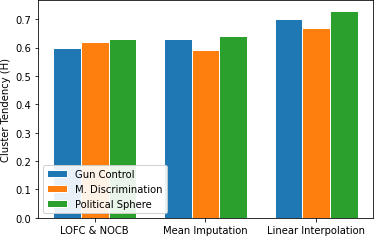 Cluster Tendency (H)
0.7
0.6
0.5
0.4
0.3
0.2
0.1
0.0
Gun Control
M. Discrimination
Political Sphere
LOFC & NOCB Mean Imputation Linear Interpolation